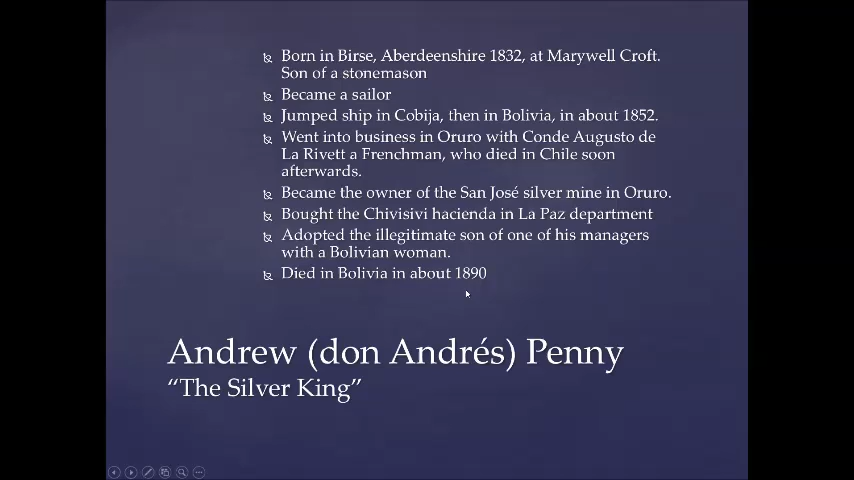 Born in Birse, Aberdeenshire 1832, at Marywell Croft.
Son of a stonemason
Became a sailor
Jumped ship in Cobija, then in Bolivia, in about 1852.
Went into business in Oruro with Conde Augusto de
La Rivett a Frenchman, who died in Chile soon
afterwards.
Became the owner of the San José silver mine in Oruro.
Bought the Chivisivi hacienda in La Paz department
Adopted the illegitimate son of one of his managers
with a Bolivian woman.
Died in Bolivia in about 1890
Andrew (don Andrés) Penny
“The Silver King”